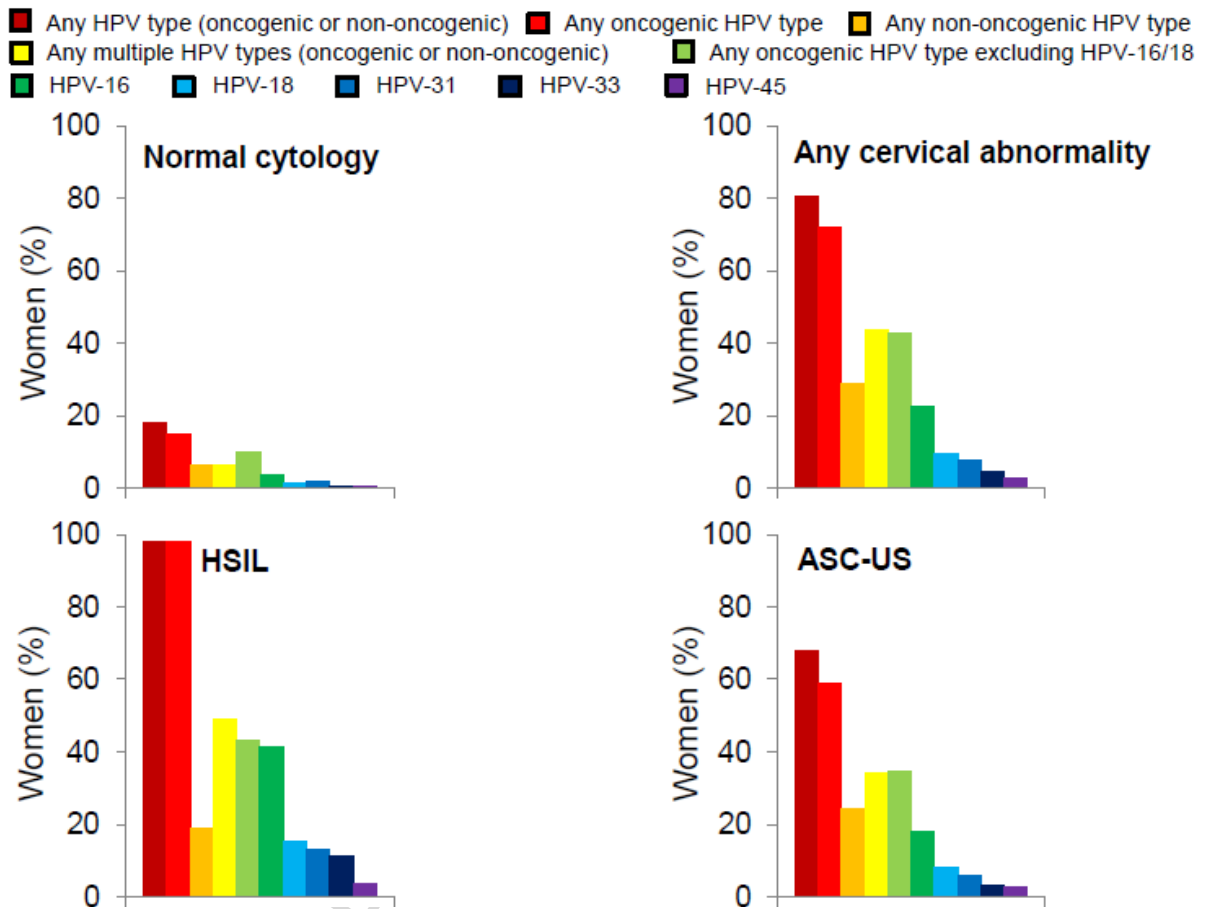 Any HPV type (oncogenic or non-oncogenic) Any oncogenic HPV type Any non-oncogenic HPV type
Any multiple HPV types (oncogenic or non-oncogenic) Any oncogenic HPV type excluding HPV-16/18
HPV-16 HPV-18 HPV-31 HPV-33 HPV-45
Normal cytology
Women (%)
100
80
60
40
20
0
Any cervical abnormality
Women (%)
100
80
60
40
20
0
HSIL
Women (%)
100
80
60
40
20
0
ASC-US
Women (%)
100
80
60
40
20
0